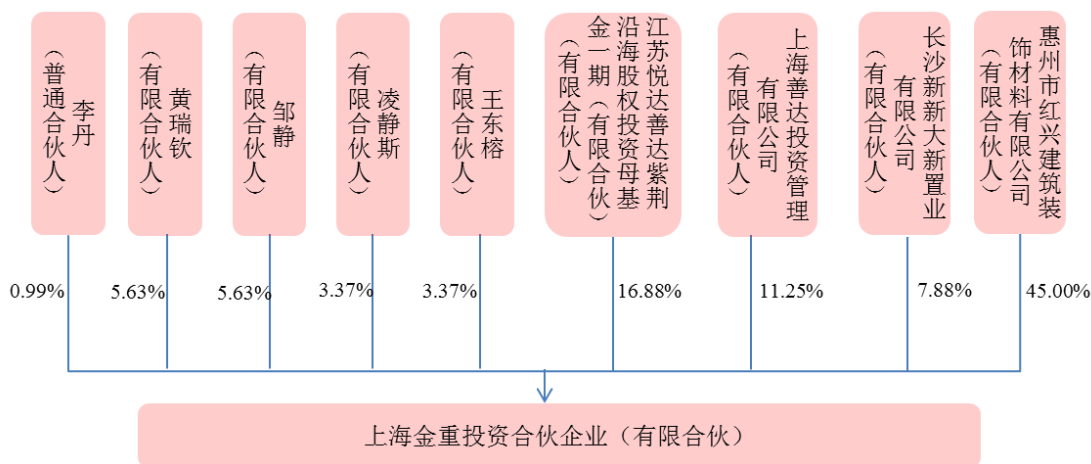 李丹
（普通合伙人）
黄瑞钦
（有限合伙人）
邹静
（有限合伙人）
凌静斯
（有限合伙人）
王东榕
（有限合伙人）
江苏悦达善达紫荆
沿海股权投资母基
金一期（有限合伙）
（有限合伙人）
上海善达投资管理
有限公司
（有限合伙人）
长沙新新大新置业
有限公司
（有限合伙人）
惠州市红兴建筑装
饰材料有限公司
（有限合伙人）
0.99%
5.63%
5.63%
3.37%
3.37%
16.88%
11.25%
7.88%
45.00%
上海金重投资合伙企业（有限合伙）